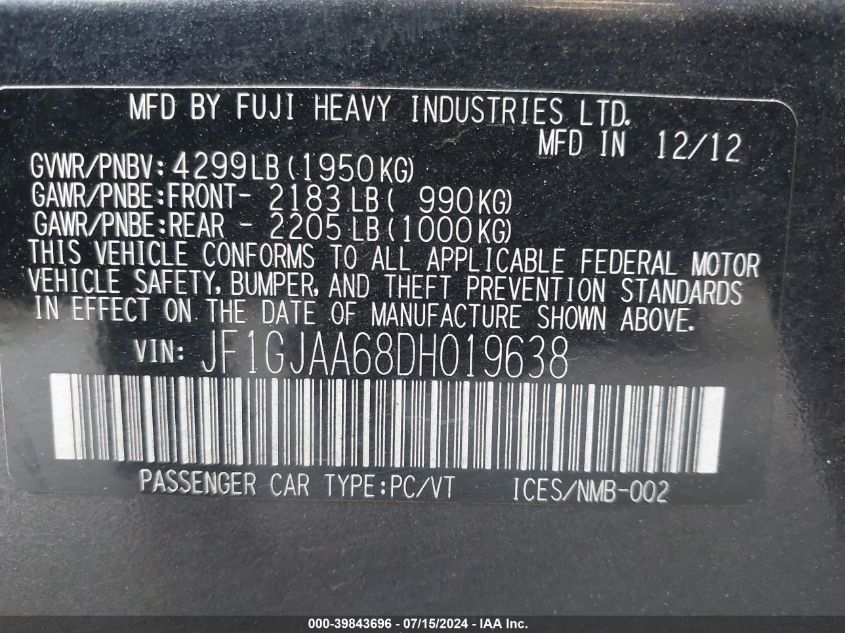 MFD BY FUJI HEAVY INDUSTRIES LTD.
MFD IN 12/12
GVWR/PNBV: 4299LB (1950KG)
GAWR/PNBE:FRONT- 2183LB( 990KG)
GAWR/PNBE:REAR - 2205LB(1000KG)
THIS VEHICLE CONFORMS TO ALL APPLICABLE FEDERAL MOTOR
VEHICLE SAFETY, BUMPER, AND THEFT PREVENTION STANDARDS
IN EFFECT ON THE DATE OF MANUFACTURE SHOWN ABOVE.
VIN: JF1GJAA68DH019638
PASSENGER CAR TYPE:PC/VT ICES/NMB-002
000-39843696 - 07/15/2024 - IAA Inc.